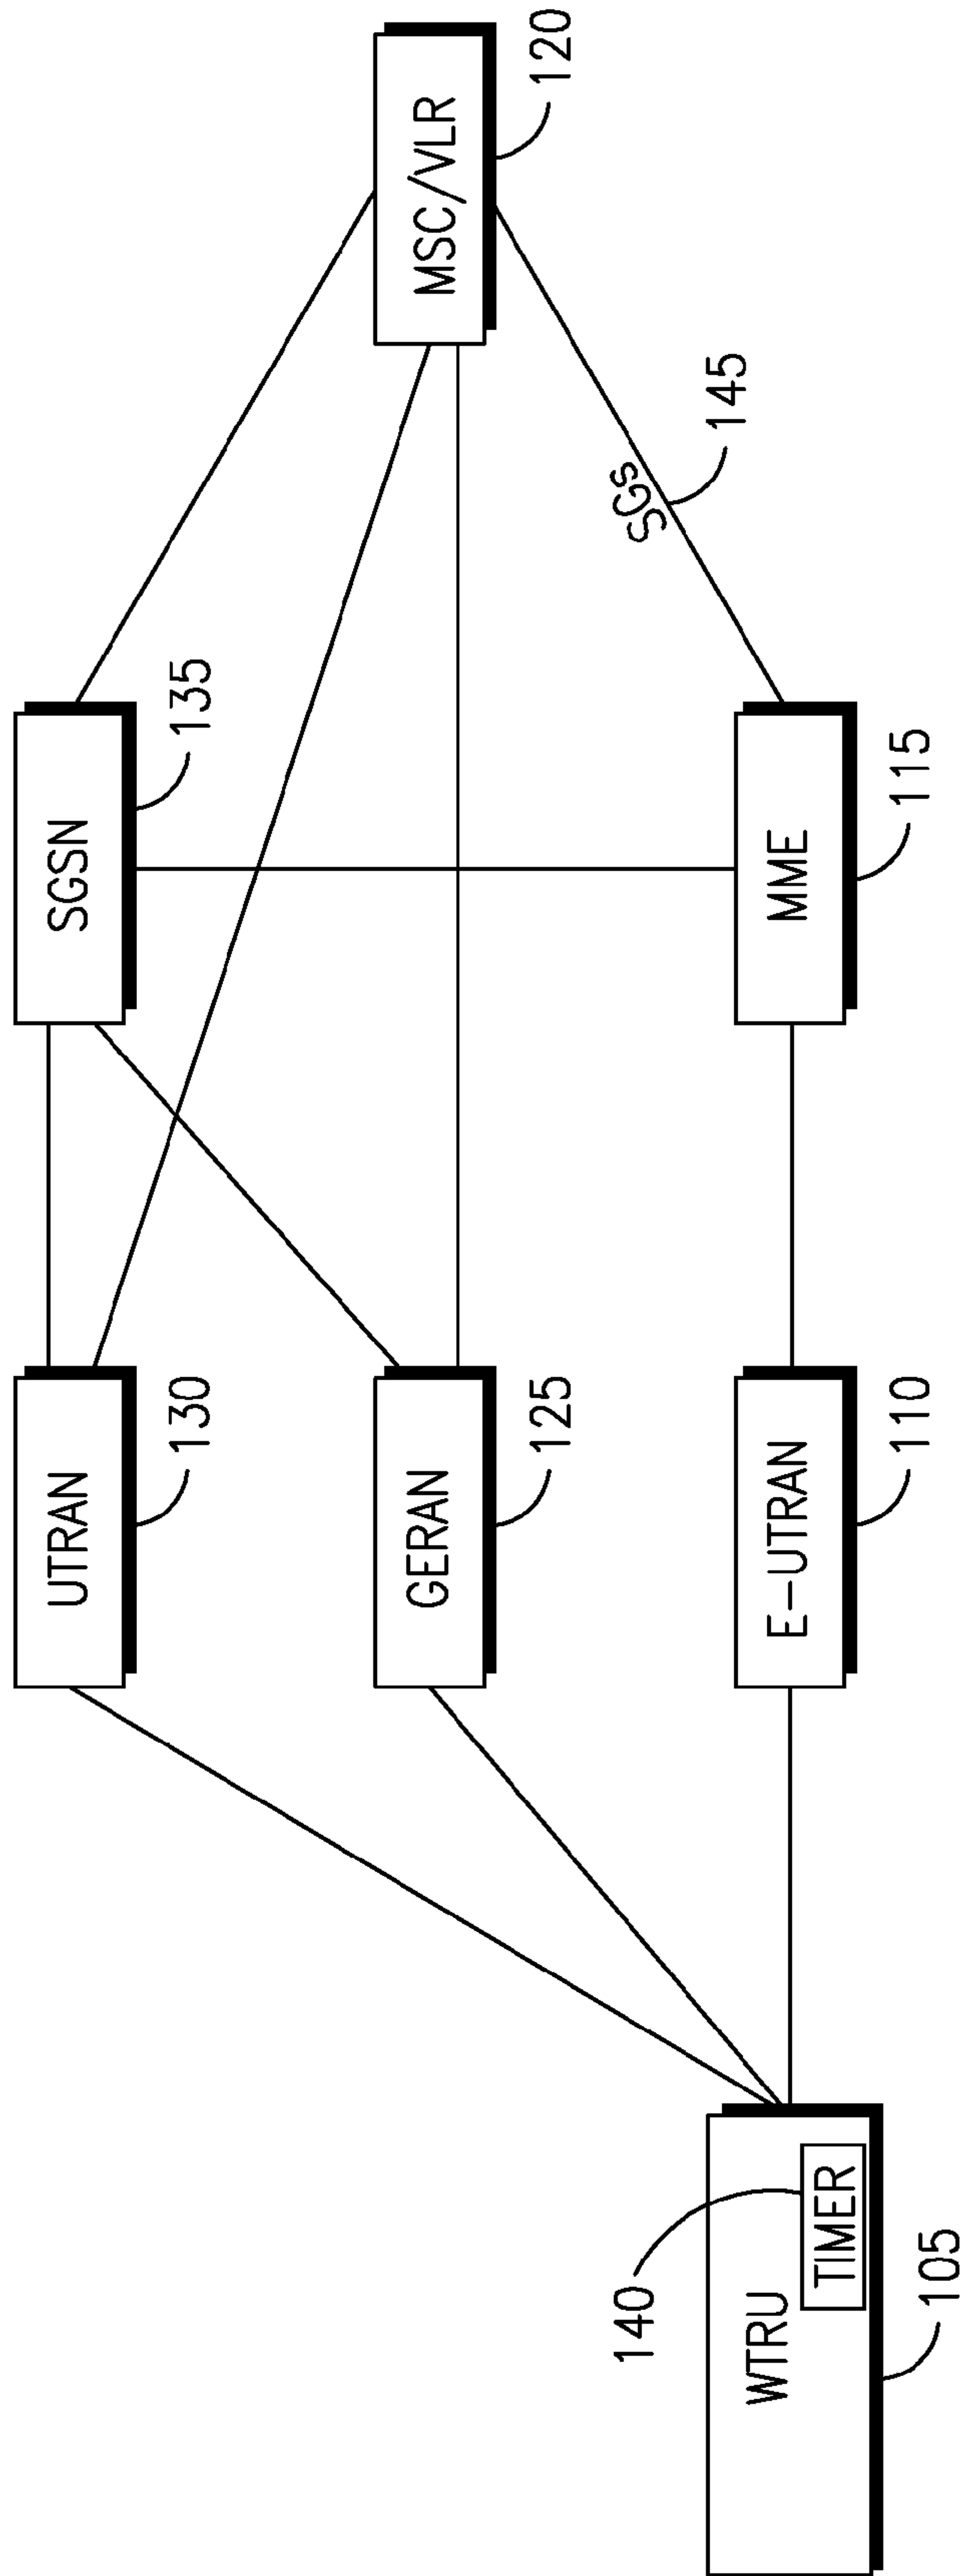 UTRAN
130
SGSN
135
GERAN
125
MSC/VLR
120
WTRU
TIMER
140
105
E-UTRAN
110
MME
115
SGs
145